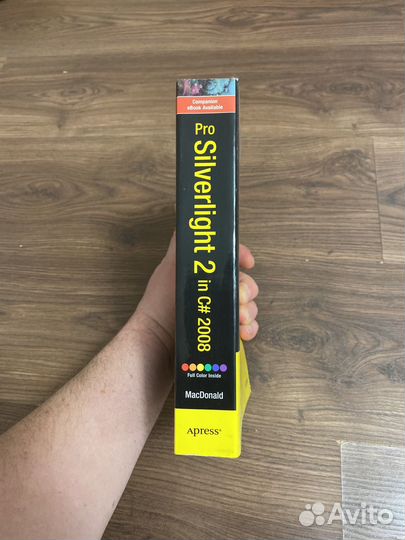 Companion
eBook Available
Pro
Silverlight 2
in C# 2008
Full Color Inside
MacDonald
Apress®
Avito